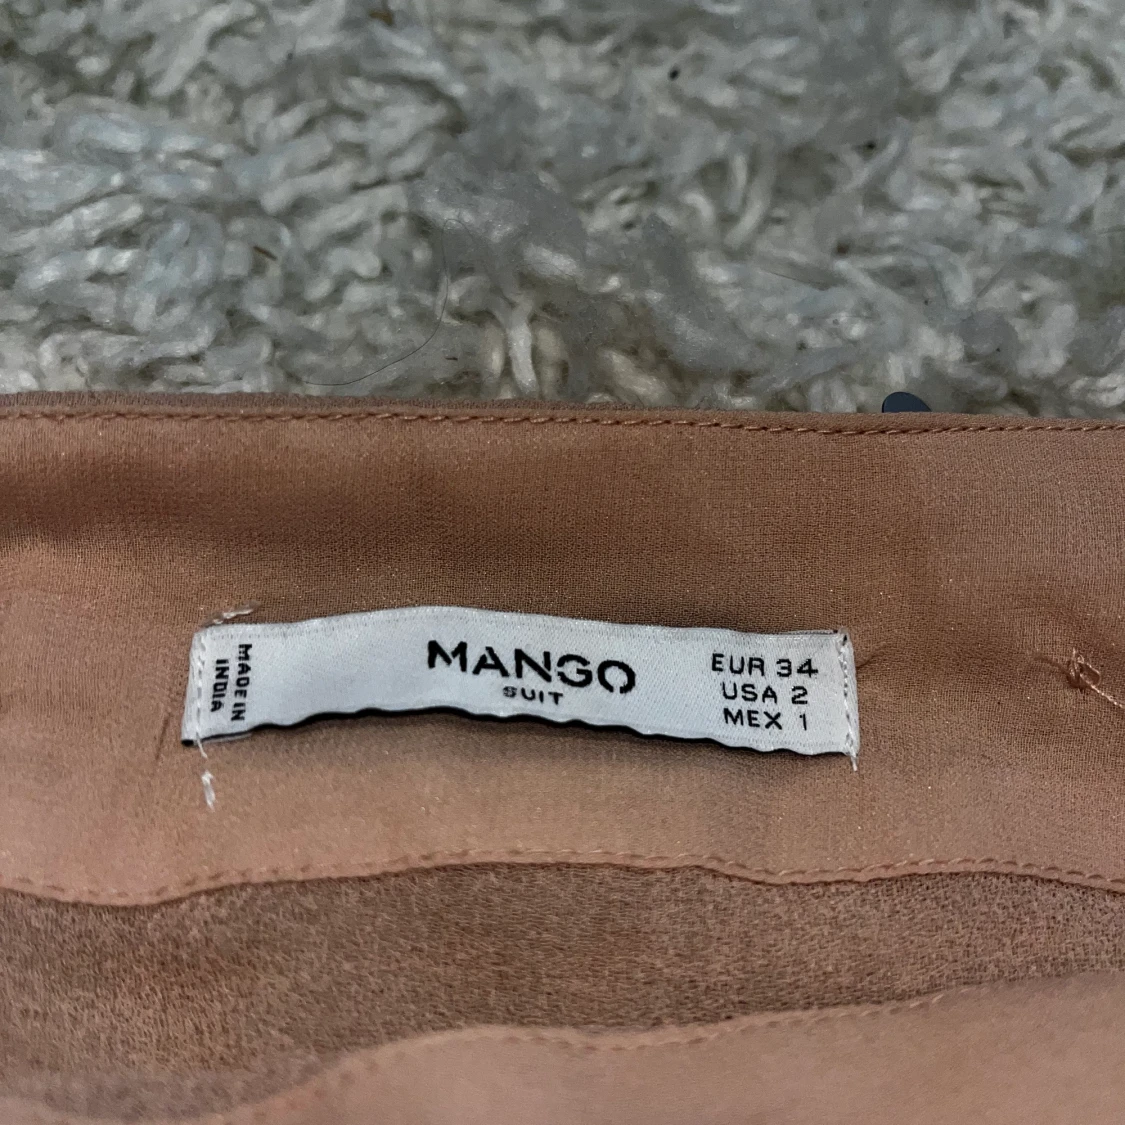 MADE IN
INDIA
MANGO
SUIT
EUR 34
USA 2
MEX 1